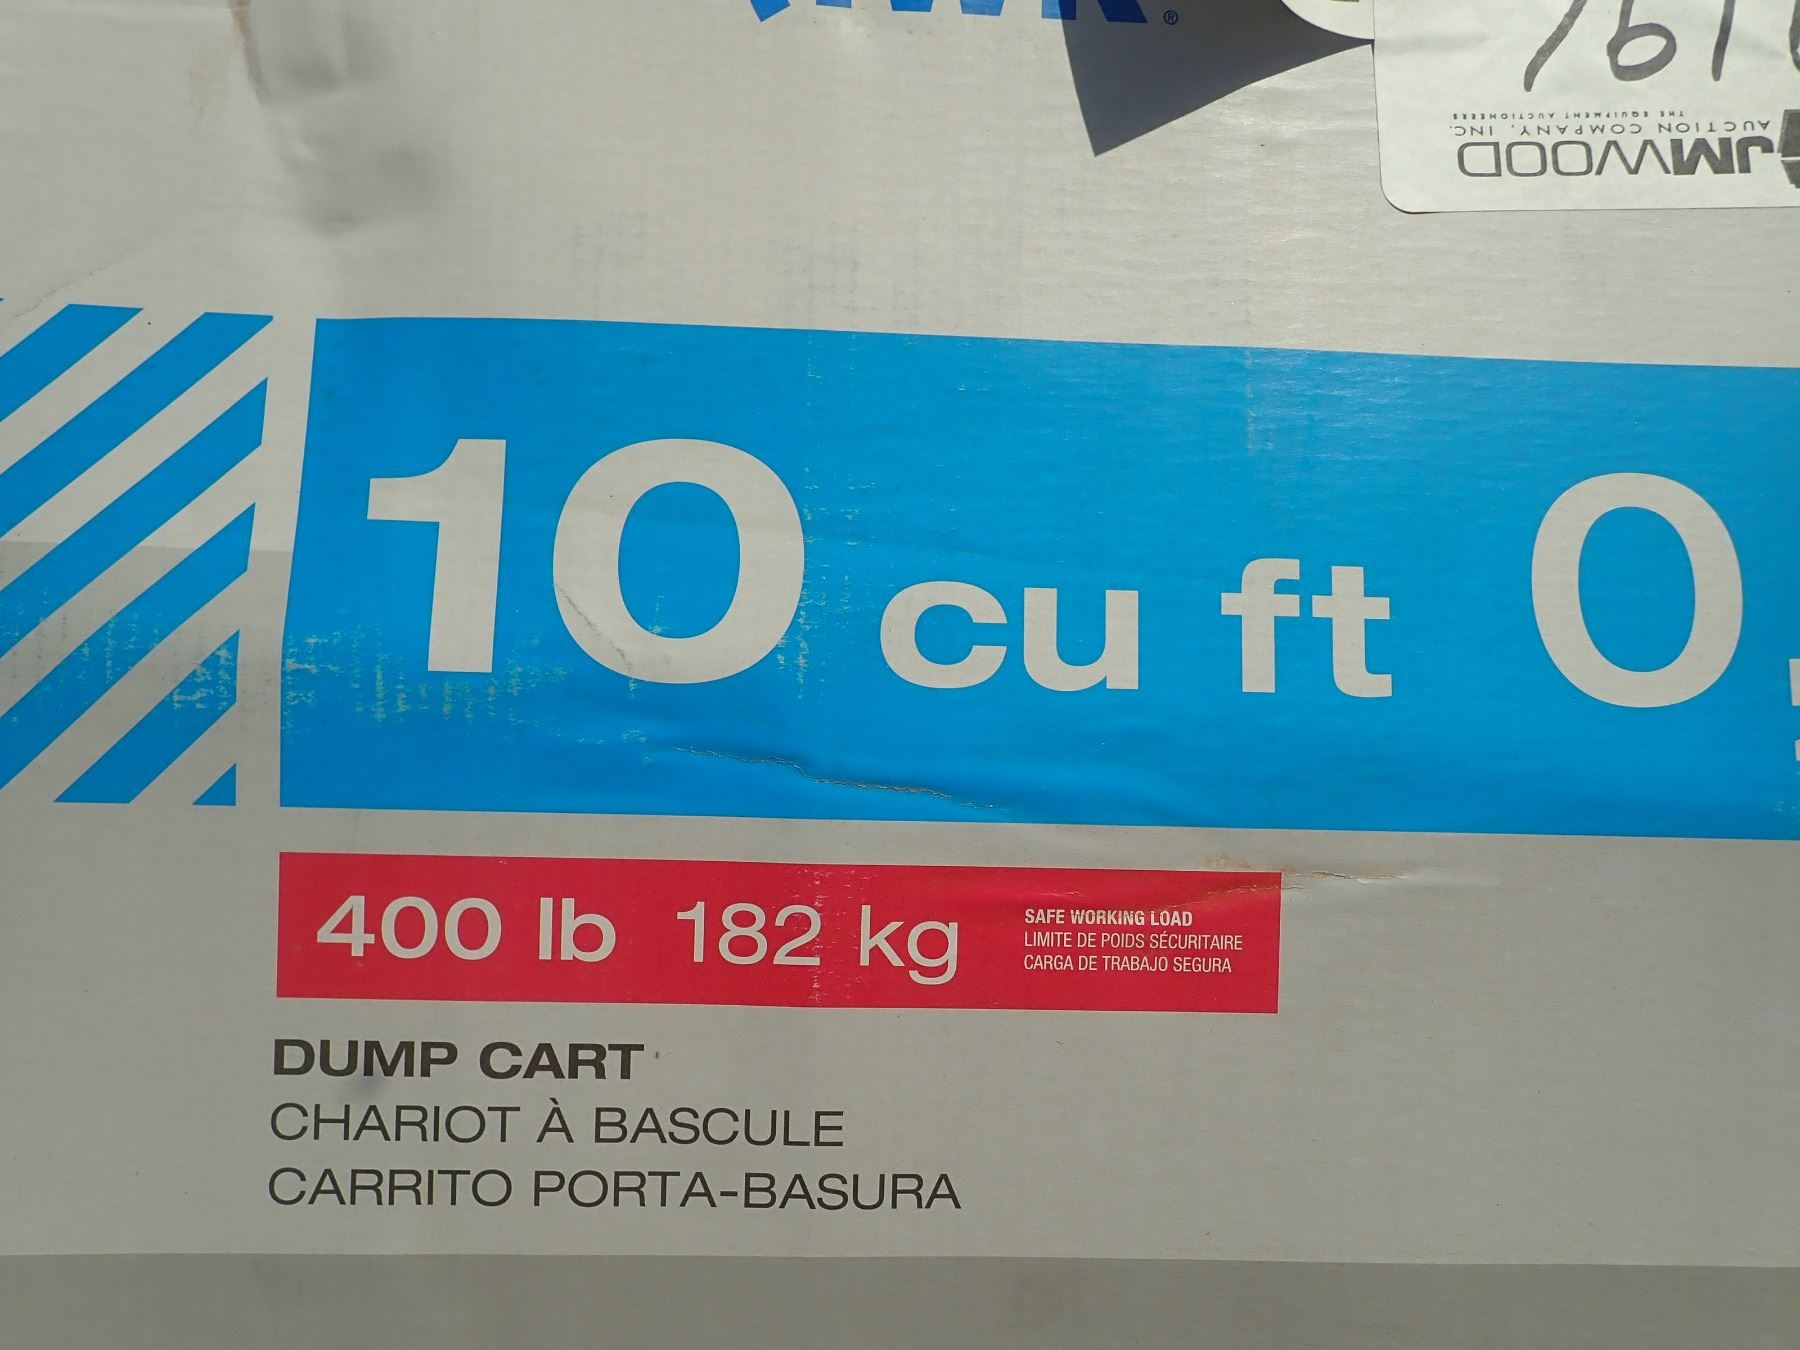 JMWOOD
AUCTION COMPANY, INC.
THE EQUIPMENT AUCTIONEERS
10 cu ft
400 lb 182 kg
SAFE WORKING LOAD
LIMITE DE POIDS SÉCURITAIRE
CARGA DE TRABAJO SEGURA
DUMP CART
CHARIOT À BASCULE
CARRITO PORTA-BASURA